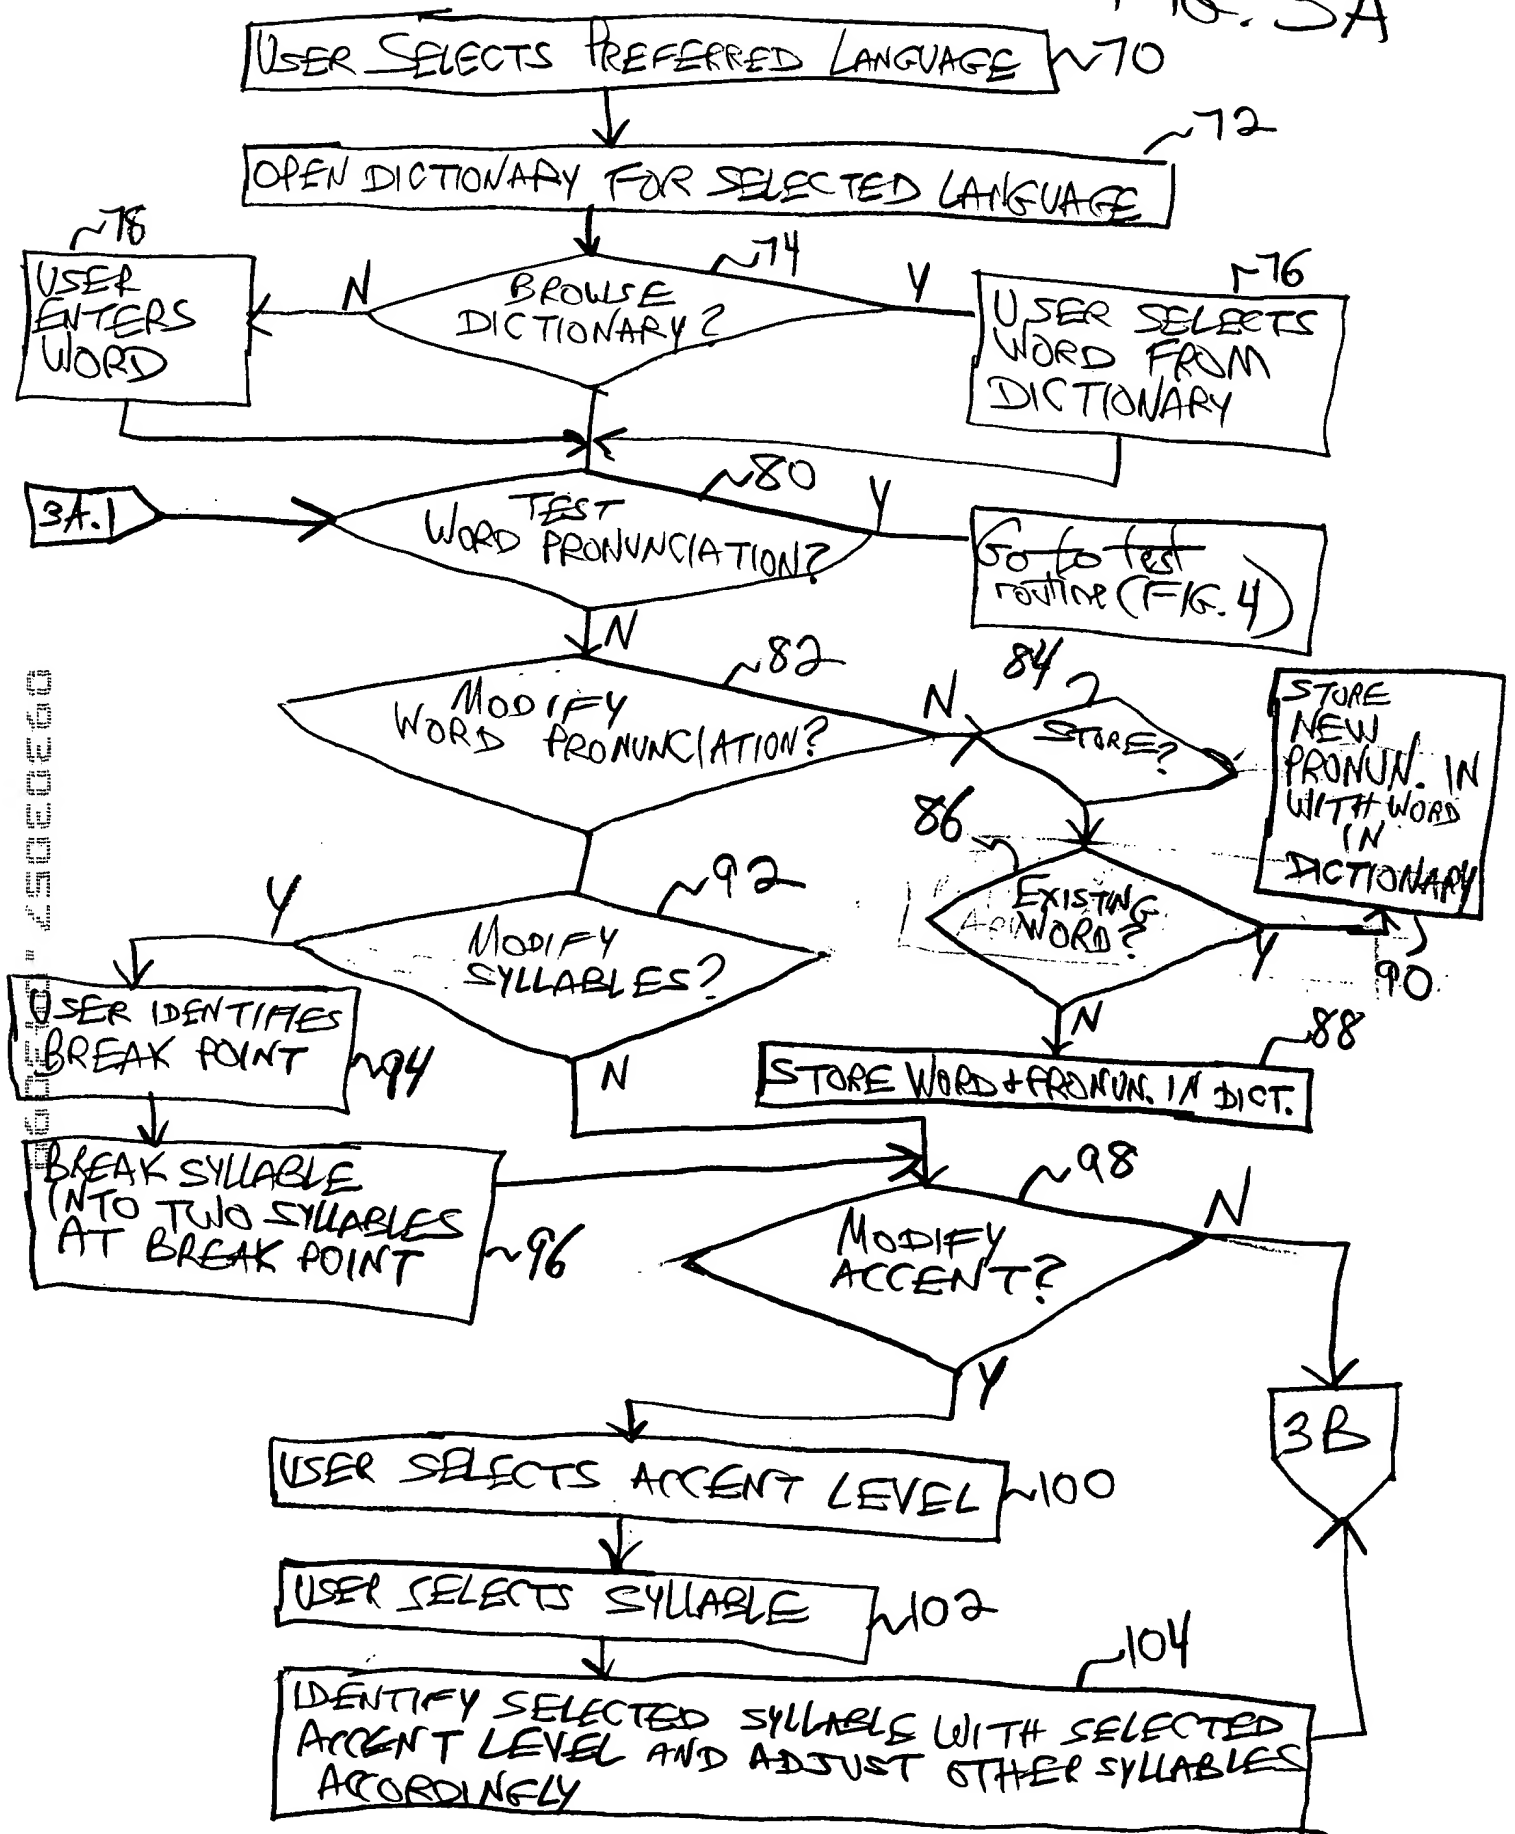 FIG. 3A
USER SELECTS PREFERRED LANGUAGE
70
72
OPEN DICTIONARY FOR SELECTED LANGUAGE
78
74
76
USER
ENTERS
WORD
N
BROWSE
DICTIONARY?
Y
USER SELECTS
WORD FROM
DICTIONARY
80
3A.1
TEST
WORD PRONUNCIATION?
Y
Go to test
routine (FIG. 4)
N
82
84
MODIFY
WORD PRONUNCIATION?
N
STORE?
STORE
NEW
PRONUN. IN
WITH WORD
IN
DICTIONARY
86
92
EXISTING
WORD?
Y
90
Y
MODIFY
SYLLABLES?
N
88
USER IDENTIFIES
BREAK POINT
94
N
STORE WORD + PRONUN. IN DICT.
BREAK SYLLABLE
INTO TWO SYLLABLES
AT BREAK POINT
96
98
MODIFY
ACCENT?
N
Y
3B
USER SELECTS ACCENT LEVEL
100
USER SELECTS SYLLABLE
102
104
IDENTIFY SELECTED SYLLABLE WITH SELECTED
ACCENT LEVEL AND ADJUST OTHER SYLLABLES
ACCORDINGLY